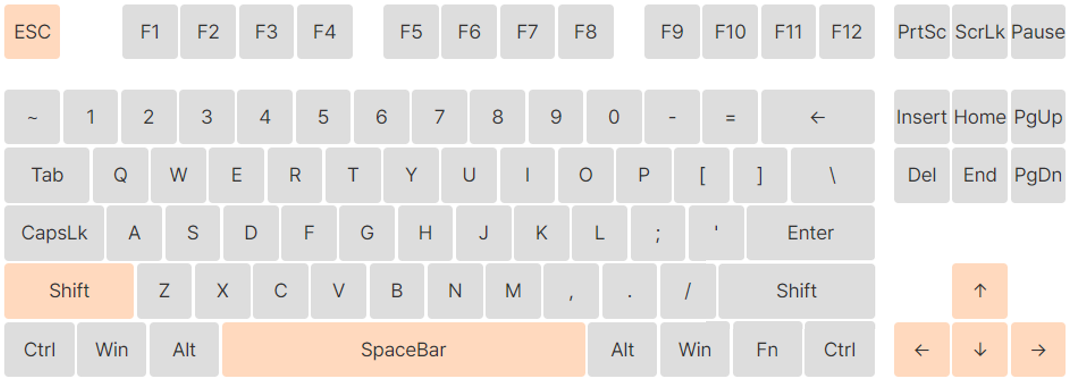 ESC F1 F2 F3 F4 F5 F6 F7 F8 F9 F10 F11 F12 PrtSc ScrLk Pause
~ 1 2 3 4 5 6 7 8 9 0 - = ← Insert Home PgUp
Tab Q W E R T Y U I O P [ ] \ Del End PgDn
CapsLk A S D F G H J K L ; ' Enter
Shift Z X C V B N M , . / Shift ↑
Ctrl Win Alt SpaceBar Alt Win Fn Ctrl ← ↓ →